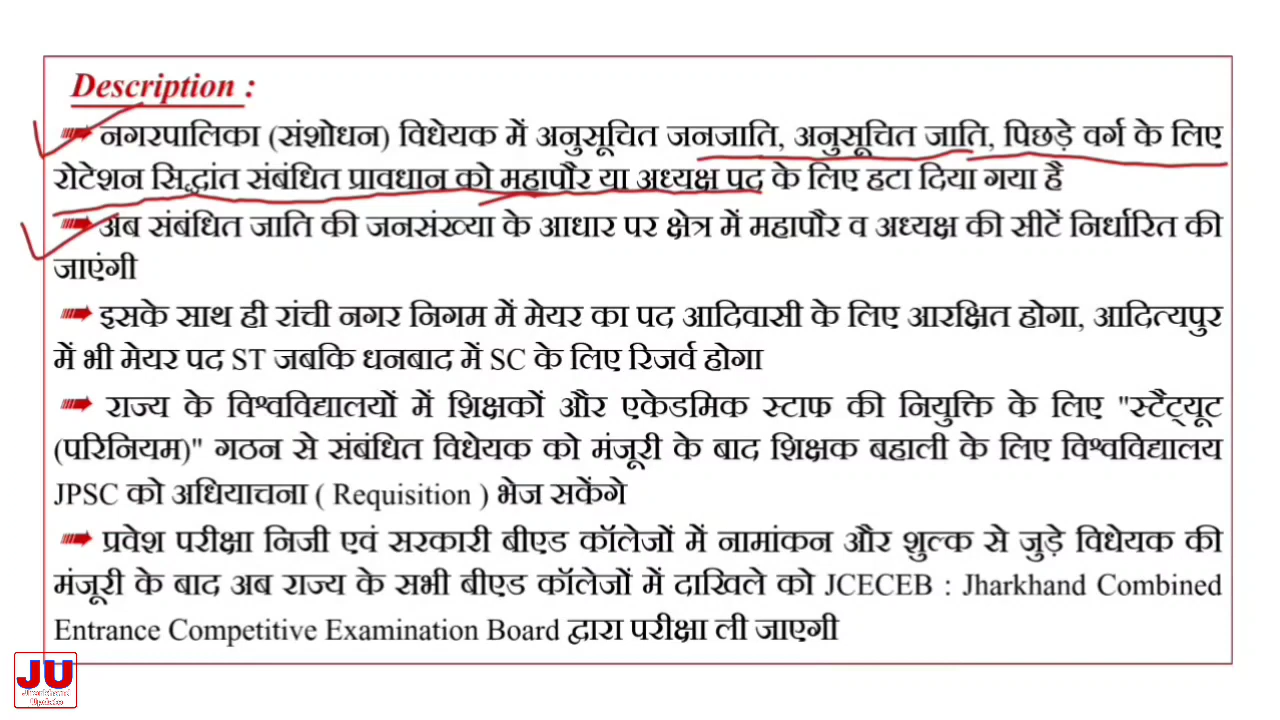 Description :
नगरपालिका (संशोधन) विधेयक में अनुसूचित जनजाति, अनुसूचित जाति, पिछड़े वर्ग के लिए
रोटेशन सिद्धांत संबंधित प्रावधान को महापौर या अध्यक्ष पद के लिए हटा दिया गया है
अब संबंधित जाति की जनसंख्या के आधार पर क्षेत्र में महापौर व अध्यक्ष की सीटें निर्धारित की
जाएंगी
इसके साथ ही रांची नगर निगम में मेयर का पद आदिवासी के लिए आरक्षित होगा, आदित्यपुर
में भी मेयर पद ST जबकि धनबाद में SC के लिए रिजर्व होगा
राज्य के विश्वविद्यालयों में शिक्षकों और एकेडमिक स्टाफ की नियुक्ति के लिए "स्टैट्यूट
(परिनियम)" गठन से संबंधित विधेयक को मंजूरी के बाद शिक्षक बहाली के लिए विश्वविद्यालय
JPSC को अधियाचना ( Requisition ) भेज सकेंगे
प्रवेश परीक्षा निजी एवं सरकारी बीएड कॉलेजों में नामांकन और शुल्क से जुड़े विधेयक की
मंजूरी के बाद अब राज्य के सभी बीएड कॉलेजों में दाखिले को JCECEB : Jharkhand Combined
Entrance Competitive Examination Board द्वारा परीक्षा ली जाएगी
JU
Jharkhand
Update